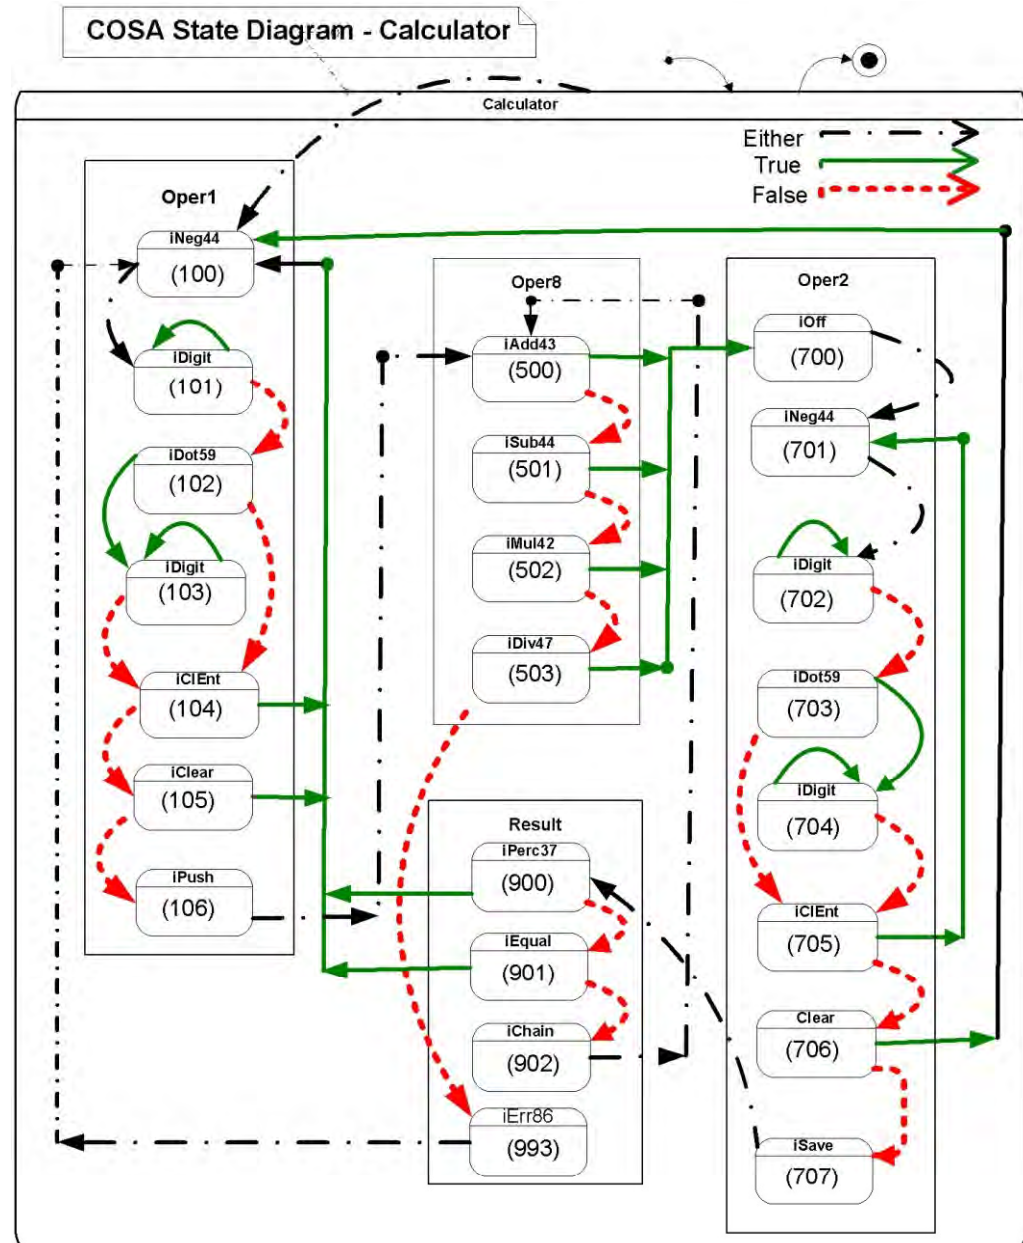 COSA State Diagram - Calculator
Calculator
Either
True
False
Oper1
iNeg44
(100)
iDigit
(101)
iDot59
(102)
iDigit
(103)
iClEnt
(104)
iClear
(105)
iPush
(106)
Oper8
iAdd43
(500)
iSub44
(501)
iMul42
(502)
iDiv47
(503)
Result
iPerc37
(900)
iEqual
(901)
iChain
(902)
iErr86
(993)
Oper2
iOff
(700)
iNeg44
(701)
iDigit
(702)
iDot59
(703)
iDigit
(704)
iClEnt
(705)
Clear
(706)
iSave
(707)